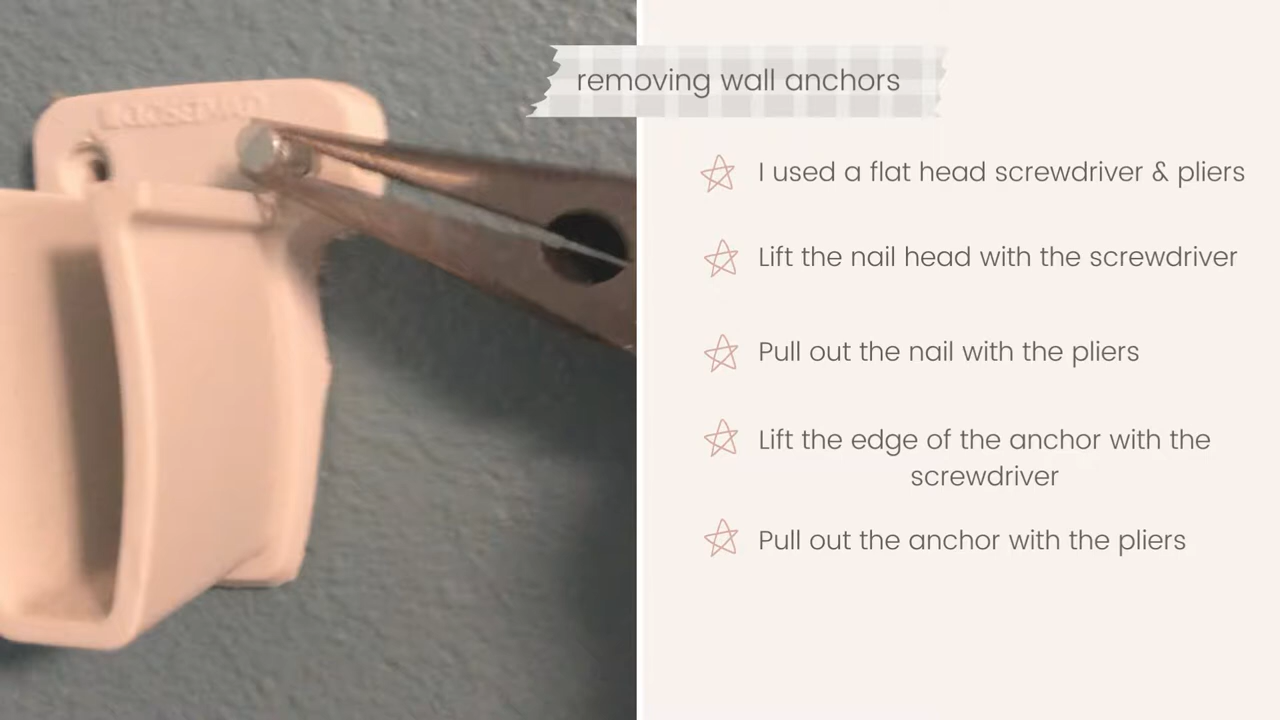 removing wall anchors
I used a flat head screwdriver & pliers
Lift the nail head with the screwdriver
Pull out the nail with the pliers
Lift the edge of the anchor with the
screwdriver
Pull out the anchor with the pliers